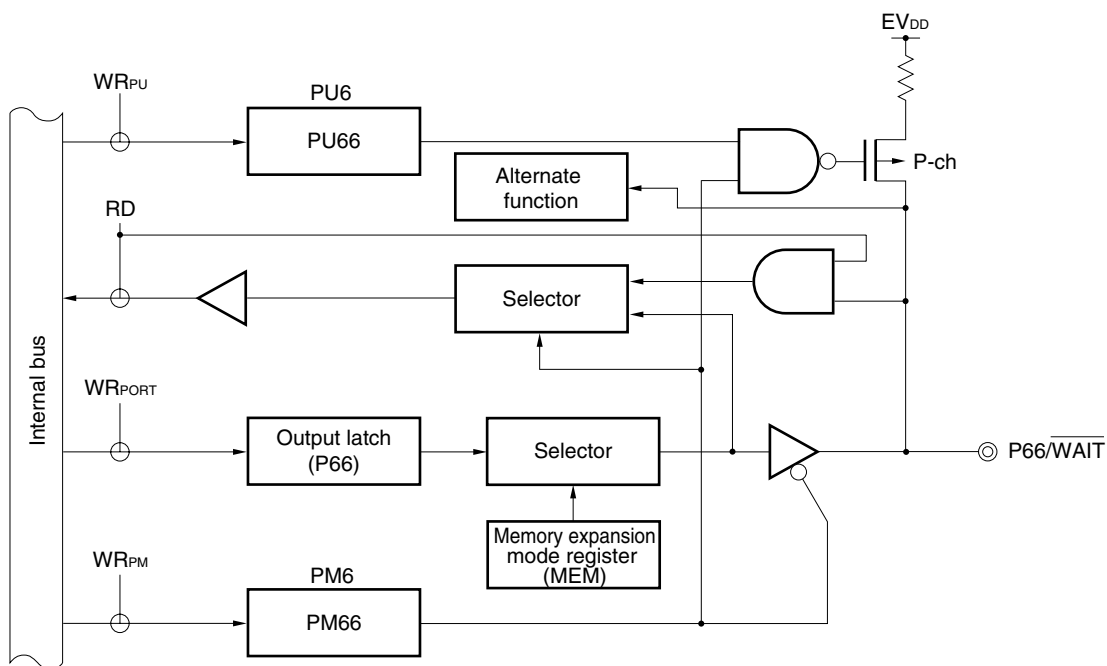 EVDD
WRPU
PU6
PU66
P-ch
Alternate
function
RD
Selector
Internal bus
WRPORT
Output latch
(P66)
Selector
P66/WAIT
Memory expansion
mode register
(MEM)
WRPM
PM6
PM66